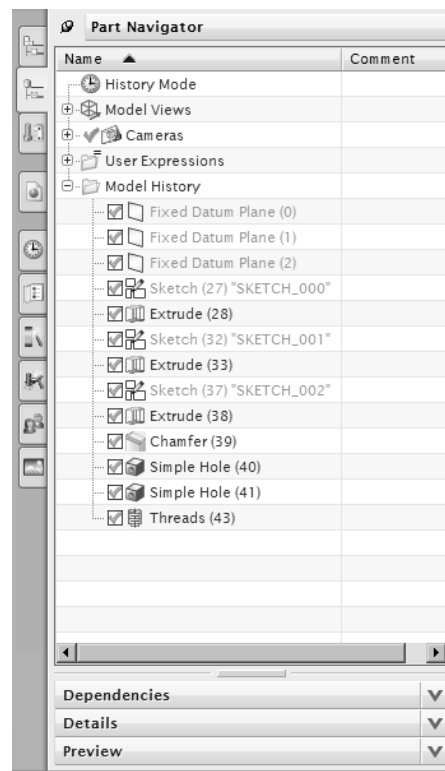 Part Navigator
Name Comment
History Mode
Model Views
Cameras
User Expressions
Model History
Fixed Datum Plane (0)
Fixed Datum Plane (1)
Fixed Datum Plane (2)
Sketch (27) "SKETCH_000"
Extrude (28)
Sketch (32) "SKETCH_001"
Extrude (33)
Sketch (37) "SKETCH_002"
Extrude (38)
Chamfer (39)
Simple Hole (40)
Simple Hole (41)
Threads (43)
Dependencies
Details
Preview